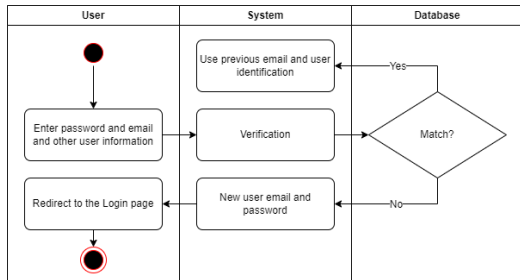 User
System
Database
Use previous email and user
identification
Yes
Enter password and email
and other user information
Verification
Match?
Redirect to the Login page
New user email and
password
No